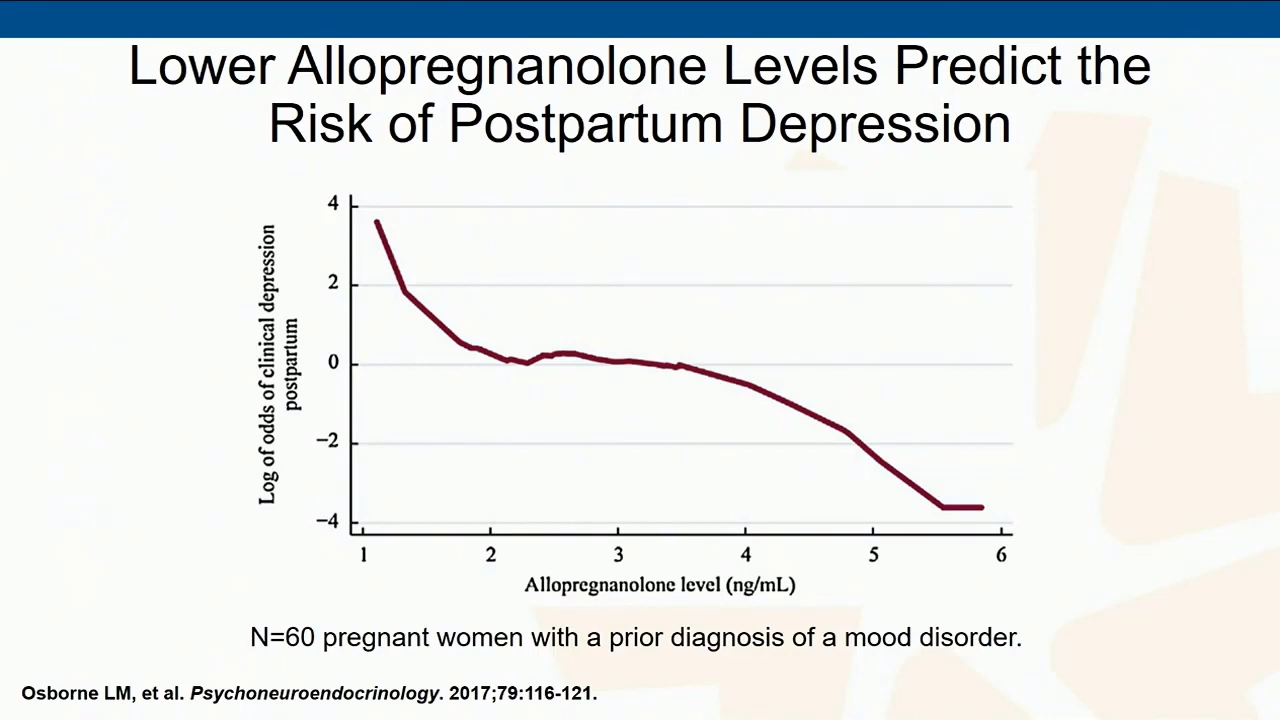 Lower Allopregnanolone Levels Predict the
Risk of Postpartum Depression
Log of odds of clinical depression
postpartum
4
2
0
−2
−4
1 2 3 4 5 6
Allopregnanolone level (ng/mL)
N=60 pregnant women with a prior diagnosis of a mood disorder.
Osborne LM, et al. Psychoneuroendocrinology. 2017;79:116-121.